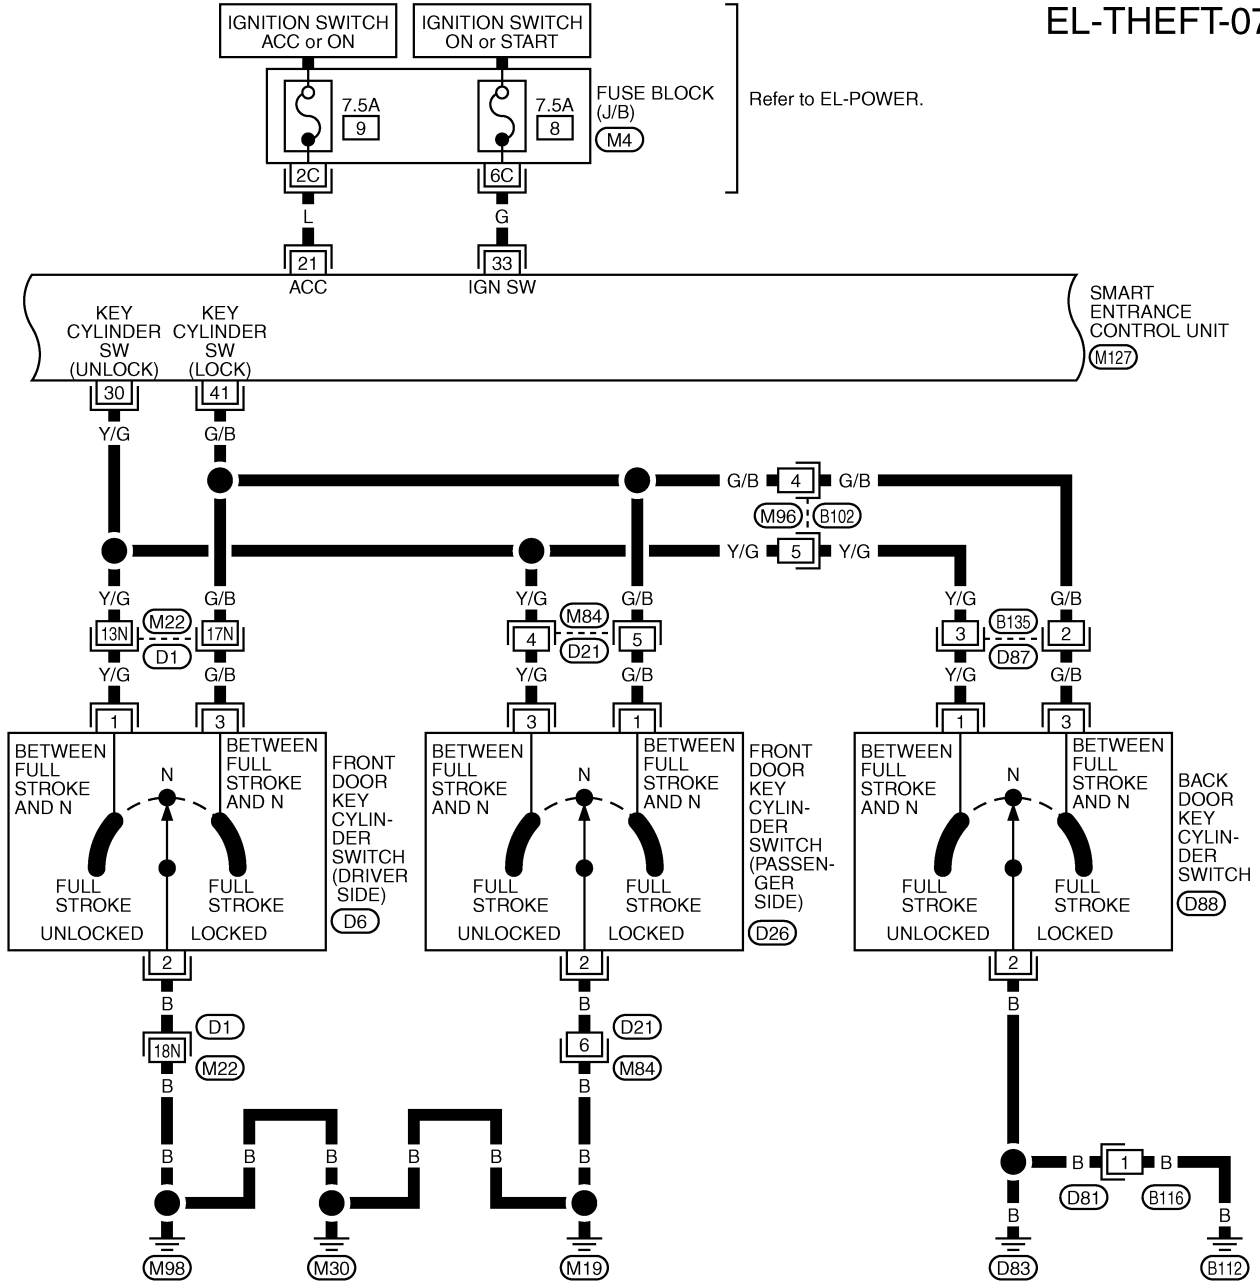 EL-THEFT-07
IGNITION SWITCH
ACC or ON
IGNITION SWITCH
ON or START
7.5A
9
7.5A
8
FUSE BLOCK
(J/B)
M4
Refer to EL-POWER.
2C
6C
L
G
21
33
ACC
IGN SW
KEY
CYLINDER
SW
(UNLOCK)
KEY
CYLINDER
SW
(LOCK)
SMART
ENTRANCE
CONTROL UNIT
M127
30
41
Y/G
G/B
G/B
4
G/B
M96
B102
Y/G
5
Y/G
Y/G
G/B
Y/G
G/B
Y/G
G/B
13N
M22
17N
D1
4
M84
5
D21
3
B135
2
D87
Y/G
G/B
Y/G
G/B
Y/G
G/B
1
3
3
1
1
3
BETWEEN
FULL
STROKE
AND N
N
BETWEEN
FULL
STROKE
AND N
FULL
STROKE
FULL
STROKE
UNLOCKED
LOCKED
FRONT
DOOR
KEY
CYLIN-
DER
SWITCH
(DRIVER
SIDE)
D6
BETWEEN
FULL
STROKE
AND N
N
BETWEEN
FULL
STROKE
AND N
FULL
STROKE
FULL
STROKE
UNLOCKED
LOCKED
FRONT
DOOR
KEY
CYLIN-
DER
SWITCH
(PASSEN-
GER
SIDE)
D26
BETWEEN
FULL
STROKE
AND N
N
BETWEEN
FULL
STROKE
AND N
FULL
STROKE
FULL
STROKE
UNLOCKED
LOCKED
BACK
DOOR
KEY
CYLIN-
DER
SWITCH
D88
2
2
2
B
B
B
18N
D1
M22
6
D21
M84
B
B
B
B
B
B
B
B
B
1
B
D81
B116
B
B
M98
M30
M19
D83
B112